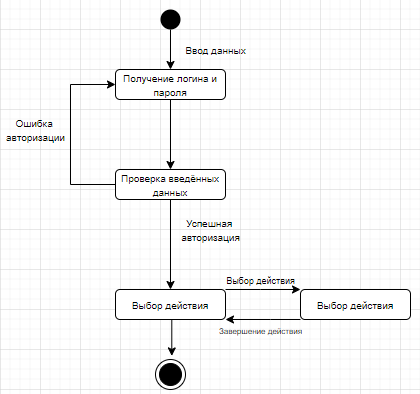 Ввод данных
Получение логина и
пароля
Ошибка
авторизации
Проверка введённых
данных
Успешная
авторизация
Выбор действия
Выбор действия
Выбор действия
Завершение действия